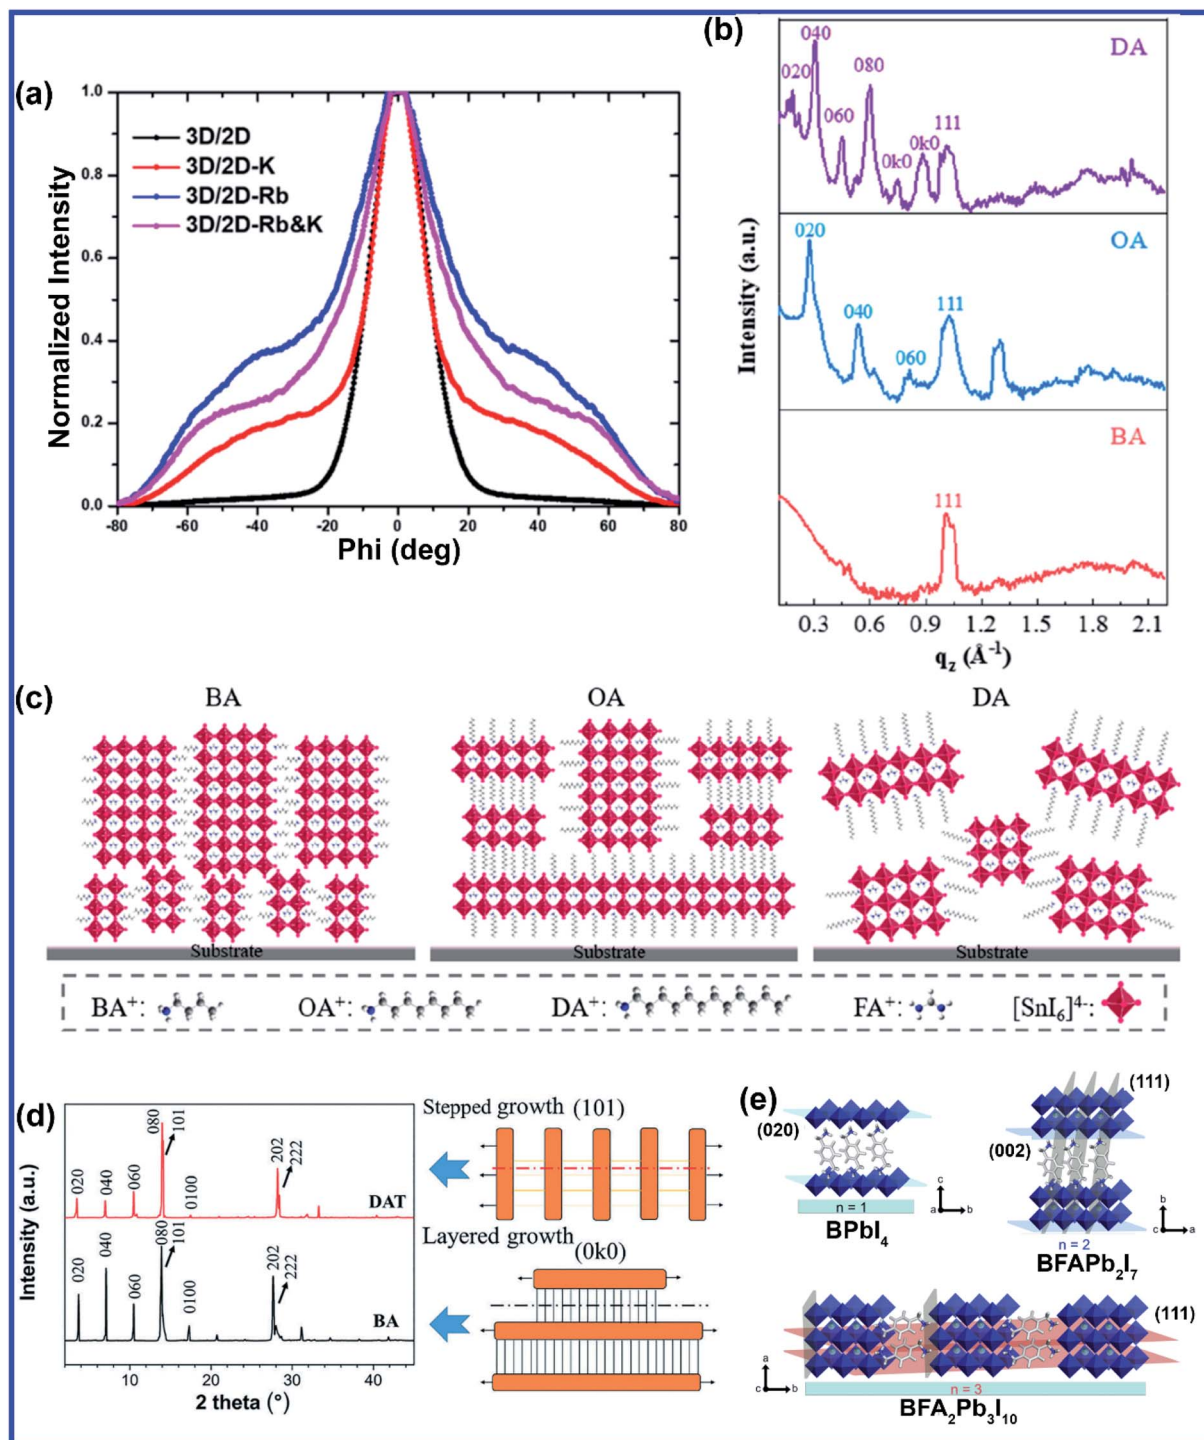 (a)
Normalized Intensity
1.0
0.8
0.6
0.4
0.2
0.0
3D/2D
3D/2D-K
3D/2D-Rb
3D/2D-Rb&K
-80 -60 -40 -20 0 20 40 60 80
Phi (deg)
(b)
Intensity (a.u.)
DA
020
040
060
080
0k0
0k0
111
OA
020
040
060
111
BA
111
0.3 0.6 0.9 1.2 1.5 1.8 2.1
qz (Å-1)
(c)
BA OA DA
Substrate Substrate Substrate
BA+: OA+: DA+: FA+: [SnI6]4-:
(d)
Intensity (a.u.)
020
040
060
080
101
0100
202
222
DAT
020
040
060
080
101
0100
202
222
BA
10 20 30 40
2 theta (°)
Stepped growth (101)
Layered growth
(0k0)
(e)
(020)
c
a b
n = 1
BPbI4
(111)
(002)
b
c a
n = 2
BFAPb2I7
(111)
a
c b
n = 3
BFA2Pb3I10